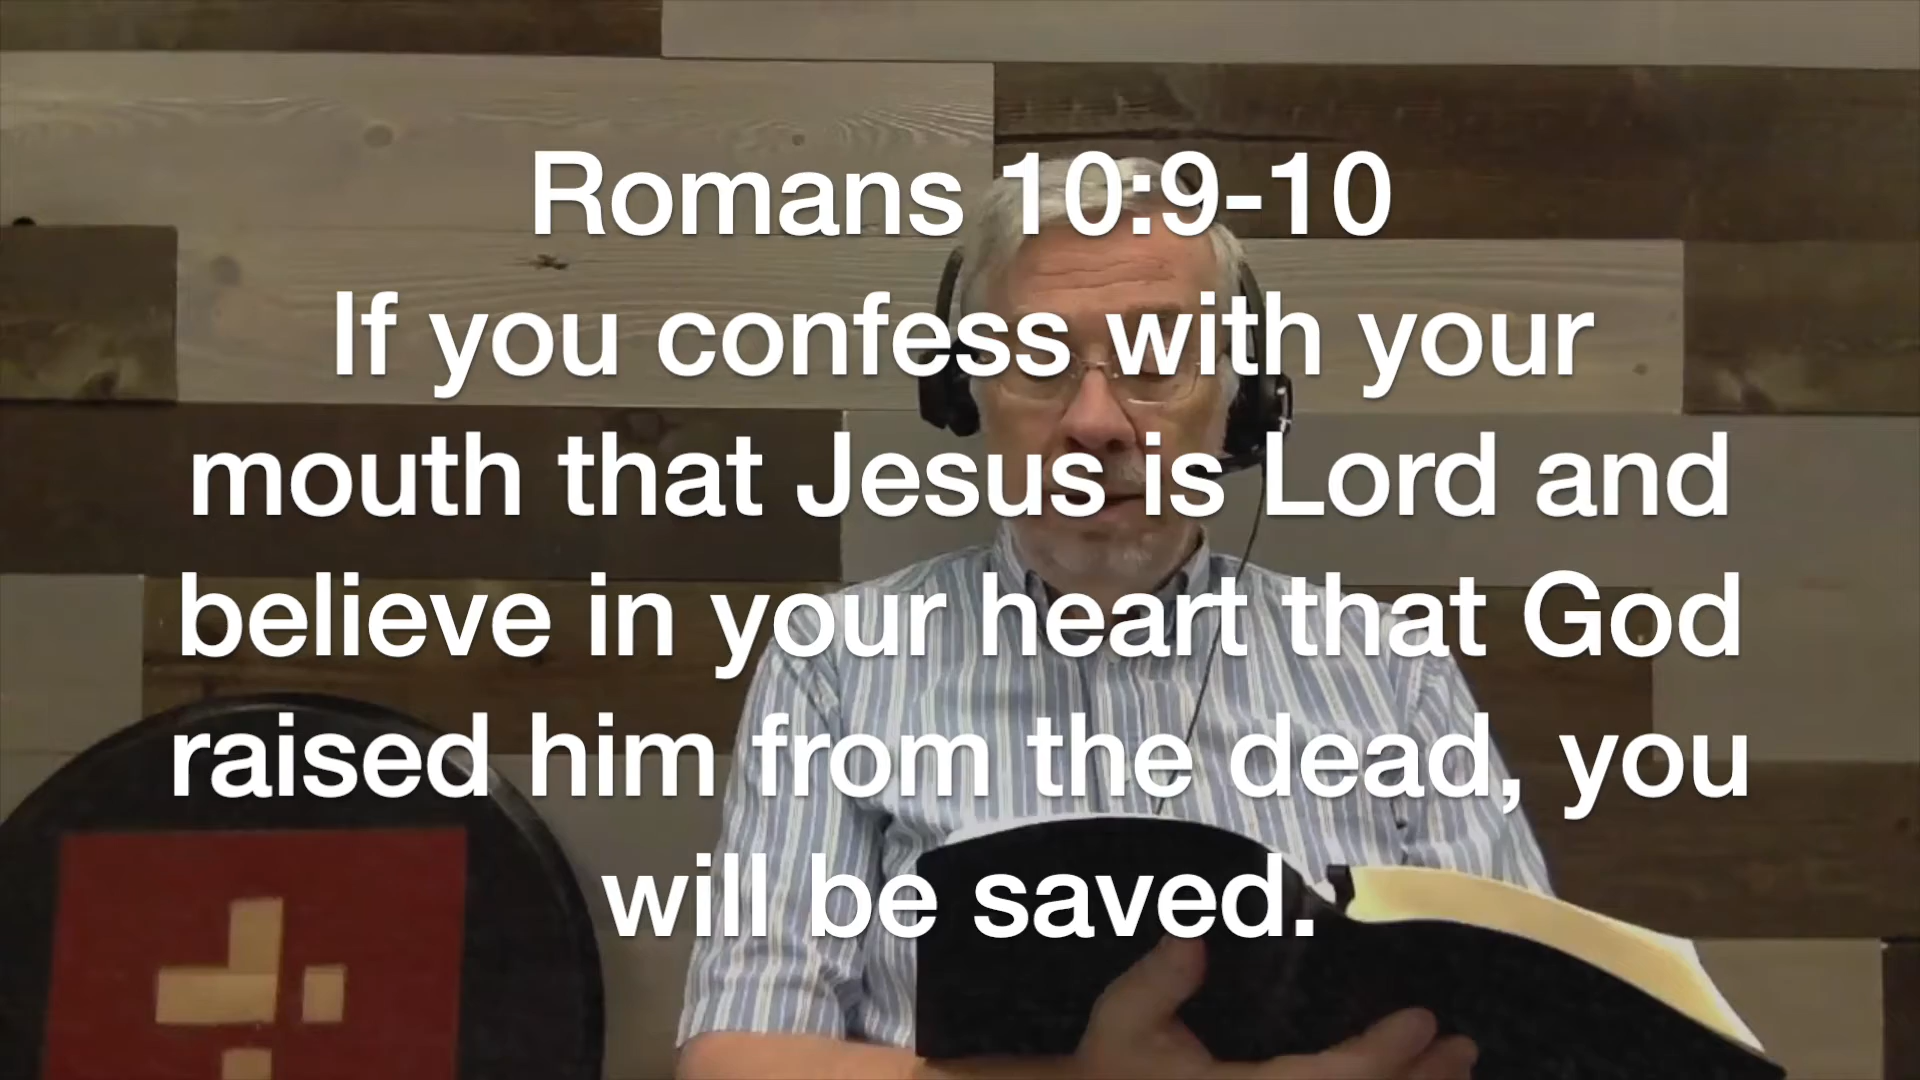 Romans 10:9-10
If you confess with your
mouth that Jesus is Lord and
believe in your heart that God
raised him from the dead, you
will be saved.